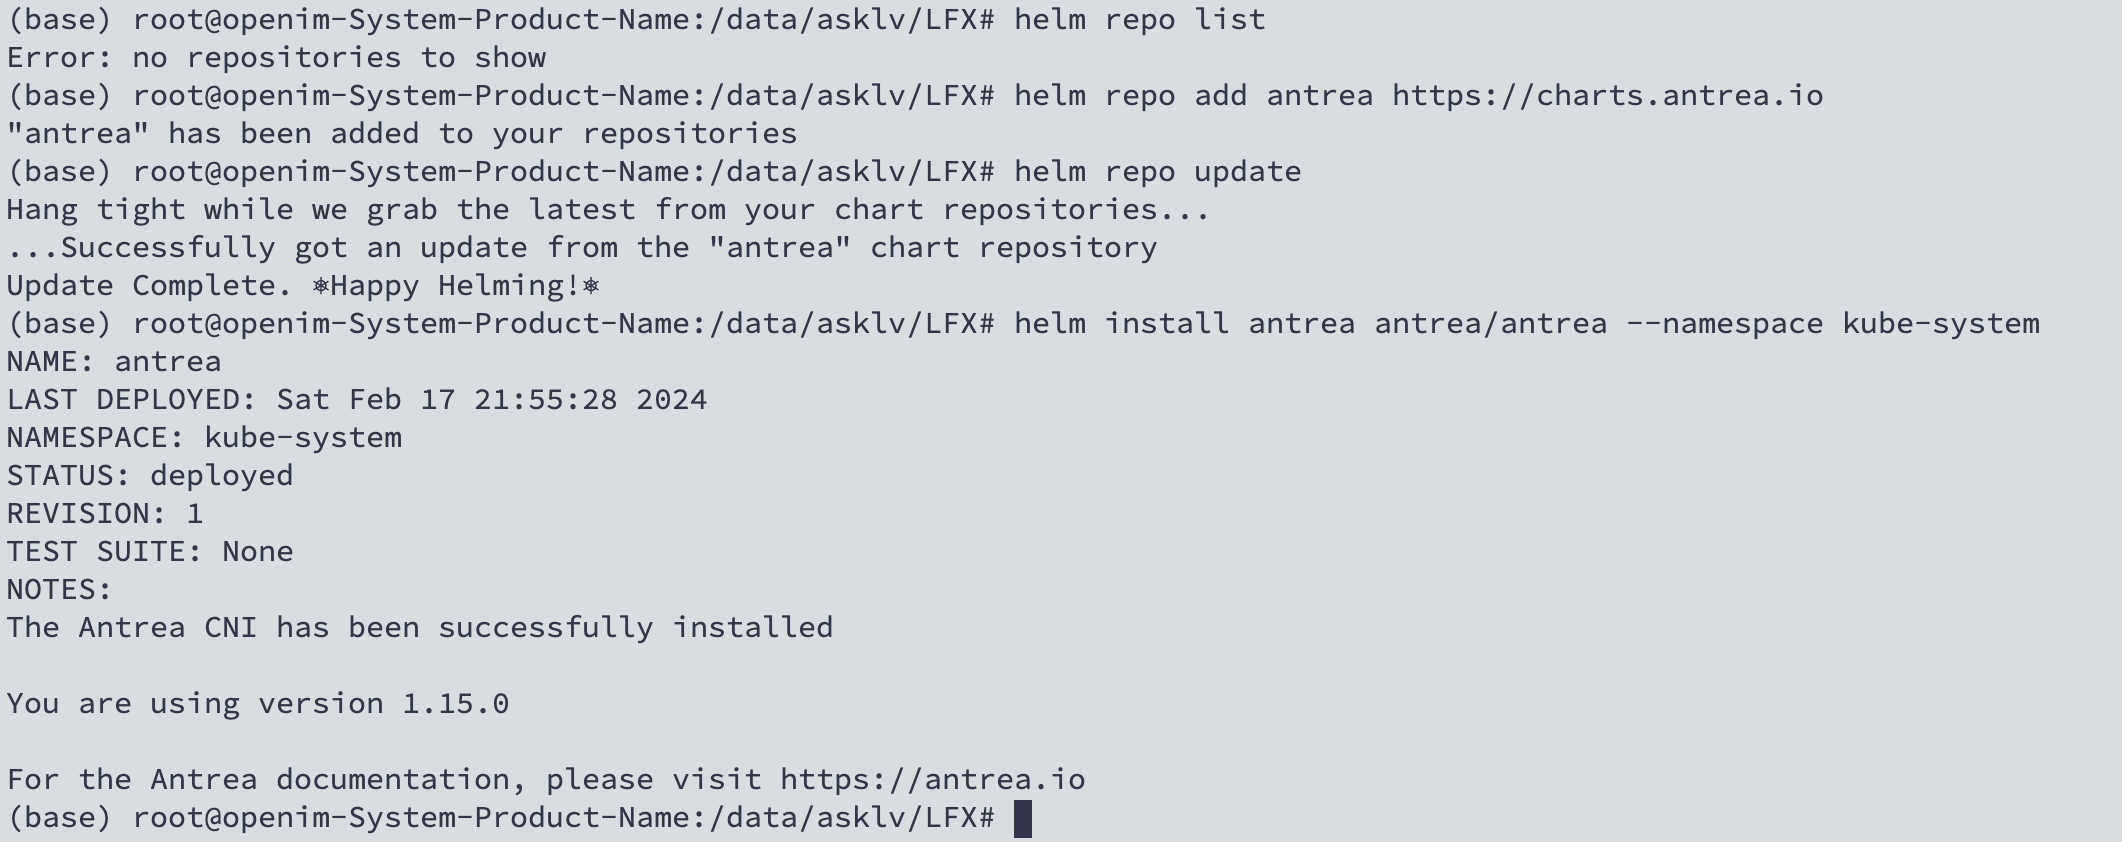 (base) root@openim-System-Product-Name:/data/asklv/LFX# helm repo list
Error: no repositories to show
(base) root@openim-System-Product-Name:/data/asklv/LFX# helm repo add antrea https://charts.antrea.io
"antrea" has been added to your repositories
(base) root@openim-System-Product-Name:/data/asklv/LFX# helm repo update
Hang tight while we grab the latest from your chart repositories...
...Successfully got an update from the "antrea" chart repository
Update Complete. ⎈Happy Helming!⎈
(base) root@openim-System-Product-Name:/data/asklv/LFX# helm install antrea antrea/antrea --namespace kube-system
NAME: antrea
LAST DEPLOYED: Sat Feb 17 21:55:28 2024
NAMESPACE: kube-system
STATUS: deployed
REVISION: 1
TEST SUITE: None
NOTES:
The Antrea CNI has been successfully installed

You are using version 1.15.0

For the Antrea documentation, please visit https://antrea.io
(base) root@openim-System-Product-Name:/data/asklv/LFX#